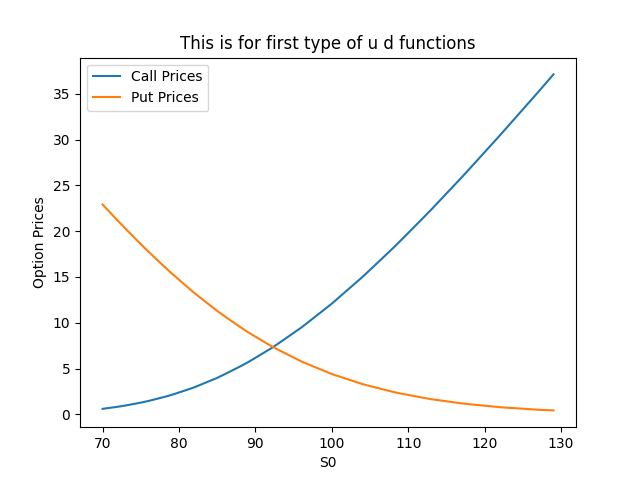 This is for first type of u d functions
Call Prices
Put Prices
Option Prices
35
30
25
20
15
10
5
0
70 80 90 100 110 120 130
S0